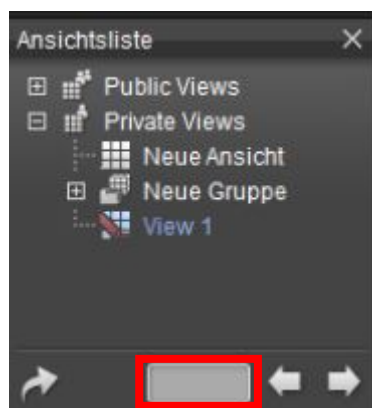 Ansichtsliste
Public Views
Private Views
Neue Ansicht
Neue Gruppe
View 1